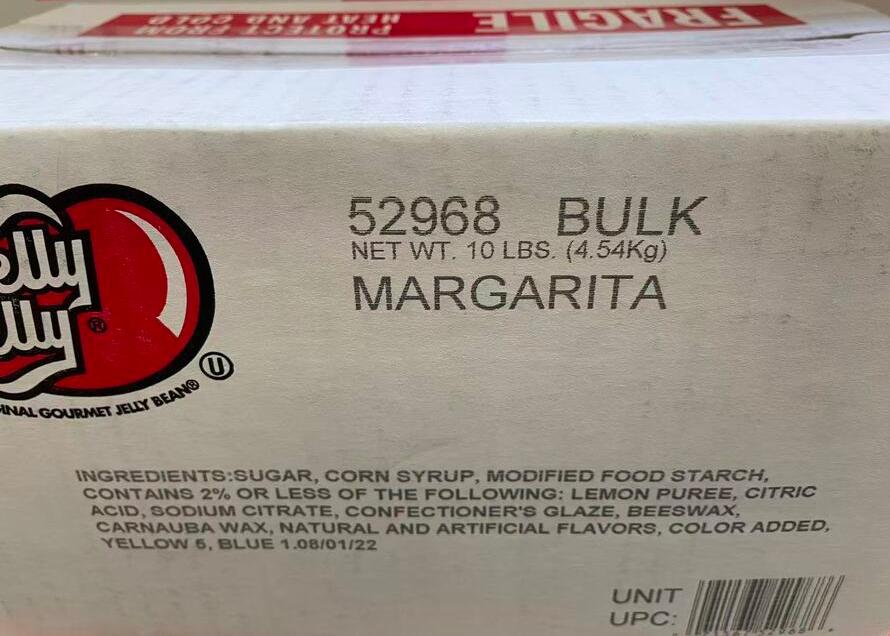 FRAGILE
PROTECT FROM
HEAT AND COLD
52968 BULK
NET WT. 10 LBS. (4.54Kg)
MARGARITA
elly
elly
®
U
INAL GOURMET JELLY BEAN®
INGREDIENTS:SUGAR, CORN SYRUP, MODIFIED FOOD STARCH,
CONTAINS 2% OR LESS OF THE FOLLOWING: LEMON PUREE, CITRIC
ACID, SODIUM CITRATE, CONFECTIONER'S GLAZE, BEESWAX,
CARNAUBA WAX, NATURAL AND ARTIFICIAL FLAVORS, COLOR ADDED,
YELLOW 5, BLUE 1.08/01/22
UNIT
UPC: